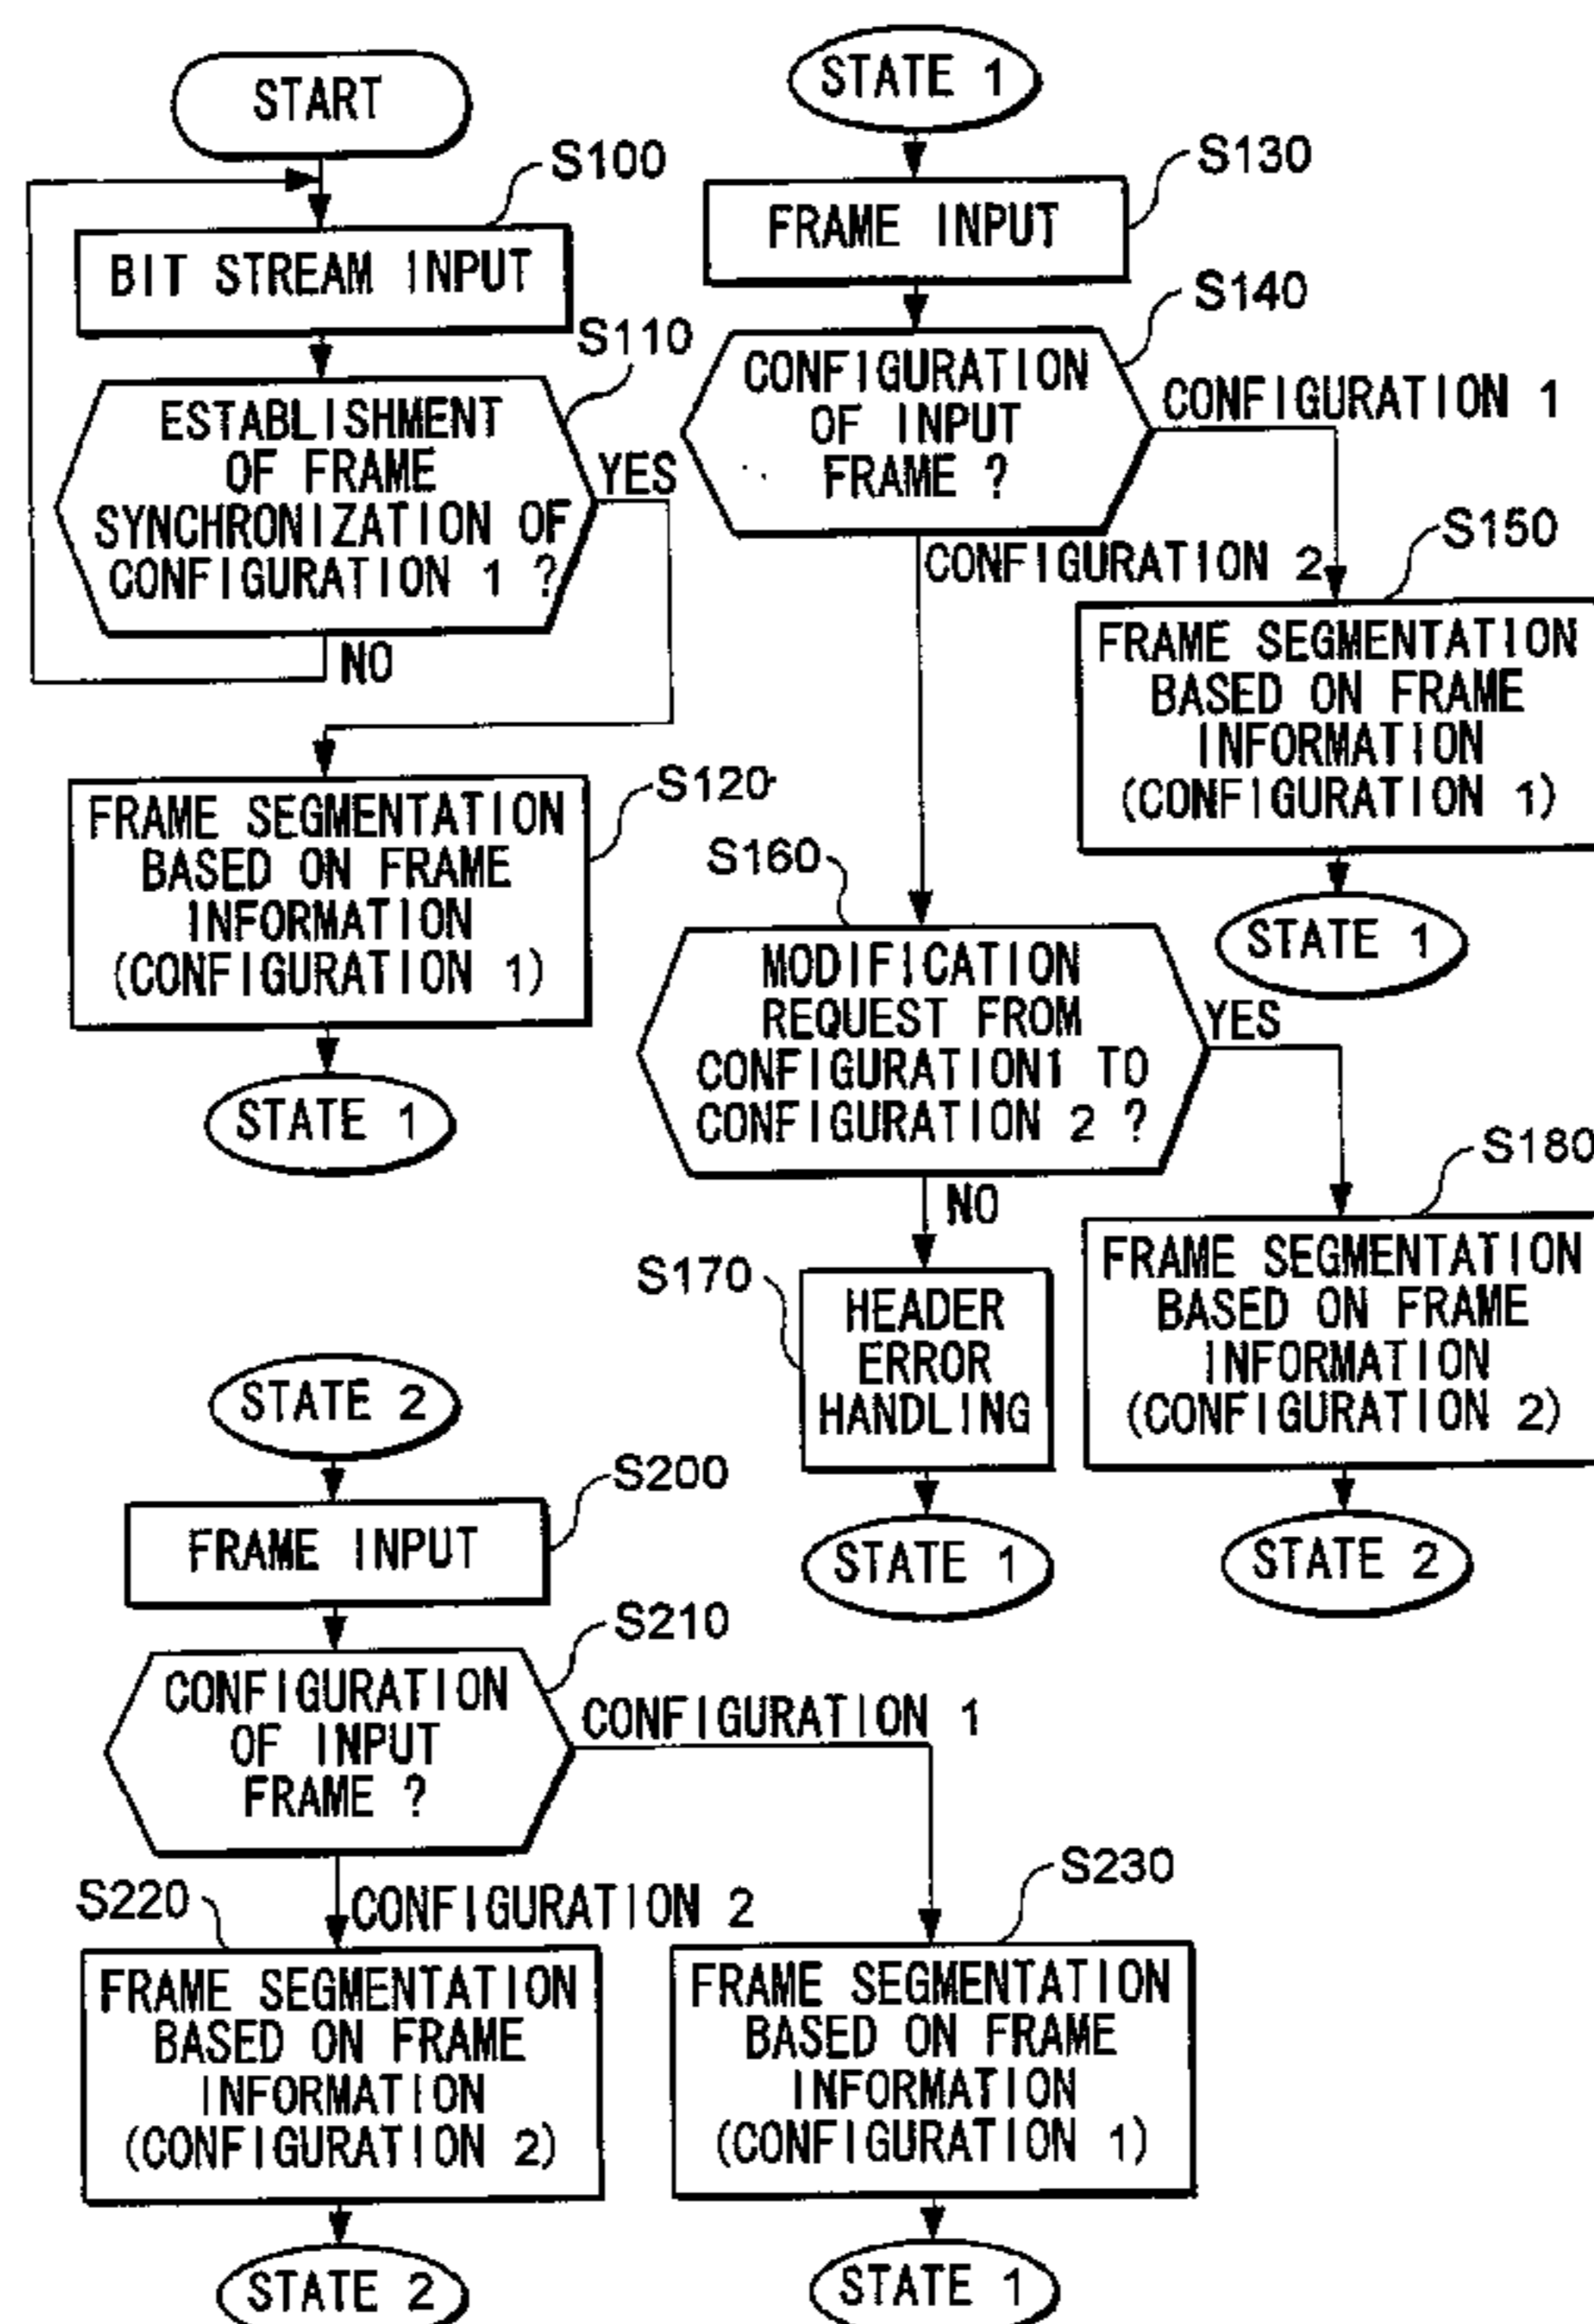 START
S100
BIT STREAM INPUT
S110
ESTABLISHMENT
OF FRAME
SYNCHRONIZATION OF
CONFIGURATION 1 ?
YES
NO
S120
FRAME SEGMENTATION
BASED ON FRAME
INFORMATION
(CONFIGURATION 1)
STATE 1
STATE 1
S130
FRAME INPUT
S140
CONFIGURATION
OF INPUT
FRAME ?
CONFIGURATION 1
CONFIGURATION 2
S150
FRAME SEGMENTATION
BASED ON FRAME
INFORMATION
(CONFIGURATION 1)
STATE 1
S160
MODIFICATION
REQUEST FROM
CONFIGURATION1 TO
CONFIGURATION 2 ?
YES
NO
S170
HEADER
ERROR
HANDLING
STATE 1
S180
FRAME SEGMENTATION
BASED ON FRAME
INFORMATION
(CONFIGURATION 2)
STATE 2
STATE 2
S200
FRAME INPUT
S210
CONFIGURATION
OF INPUT
FRAME ?
CONFIGURATION 1
CONFIGURATION 2
S220
FRAME SEGMENTATION
BASED ON FRAME
INFORMATION
(CONFIGURATION 2)
STATE 2
S230
FRAME SEGMENTATION
BASED ON FRAME
INFORMATION
(CONFIGURATION 1)
STATE 1